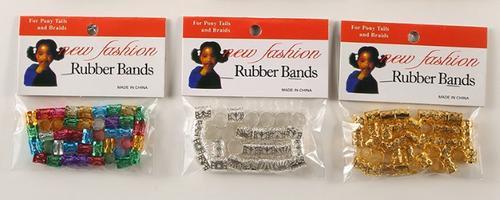 For Pony Tails
and Braids
new fashion
Rubber Bands
MADE IN CHINA
For Pony Tails
and Braids
new fashion
Rubber Bands
MADE IN CHINA
For Pony Tails
and Braids
new fashion
Rubber Bands
MADE IN CHINA